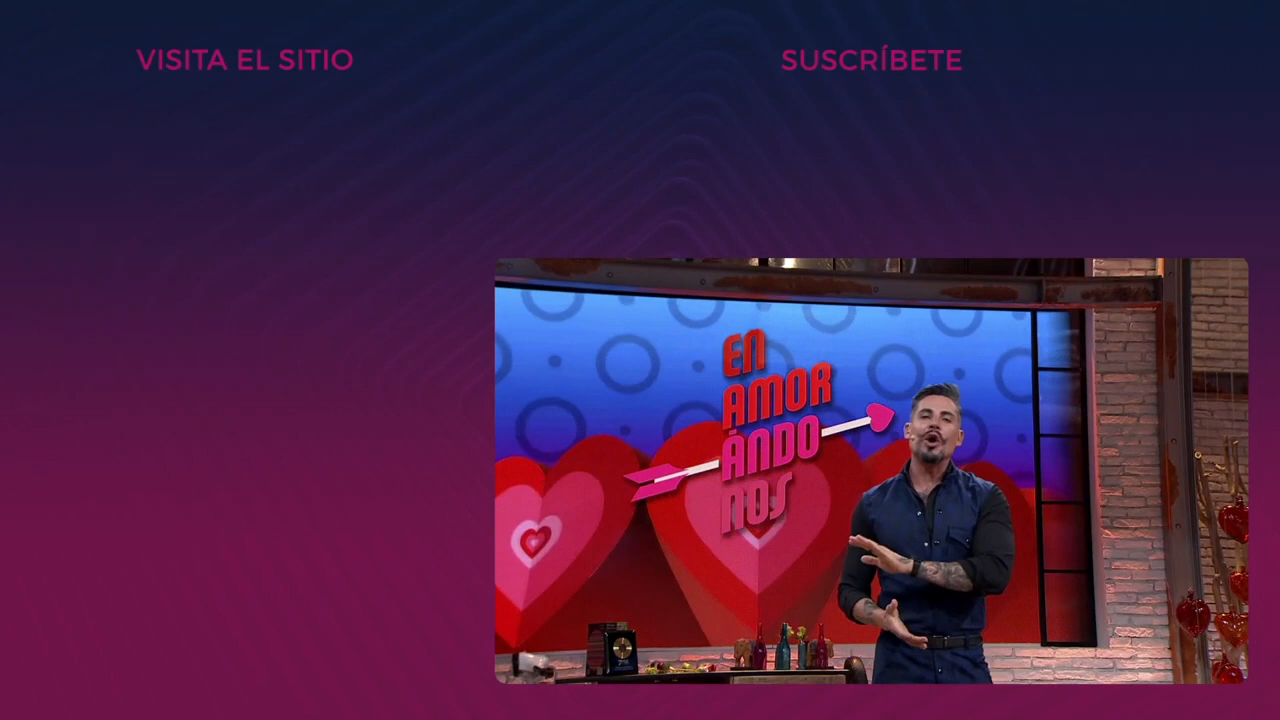 VISITA EL SITIO
SUSCRÍBETE
EN
AMOR
ÁNDO
NOS